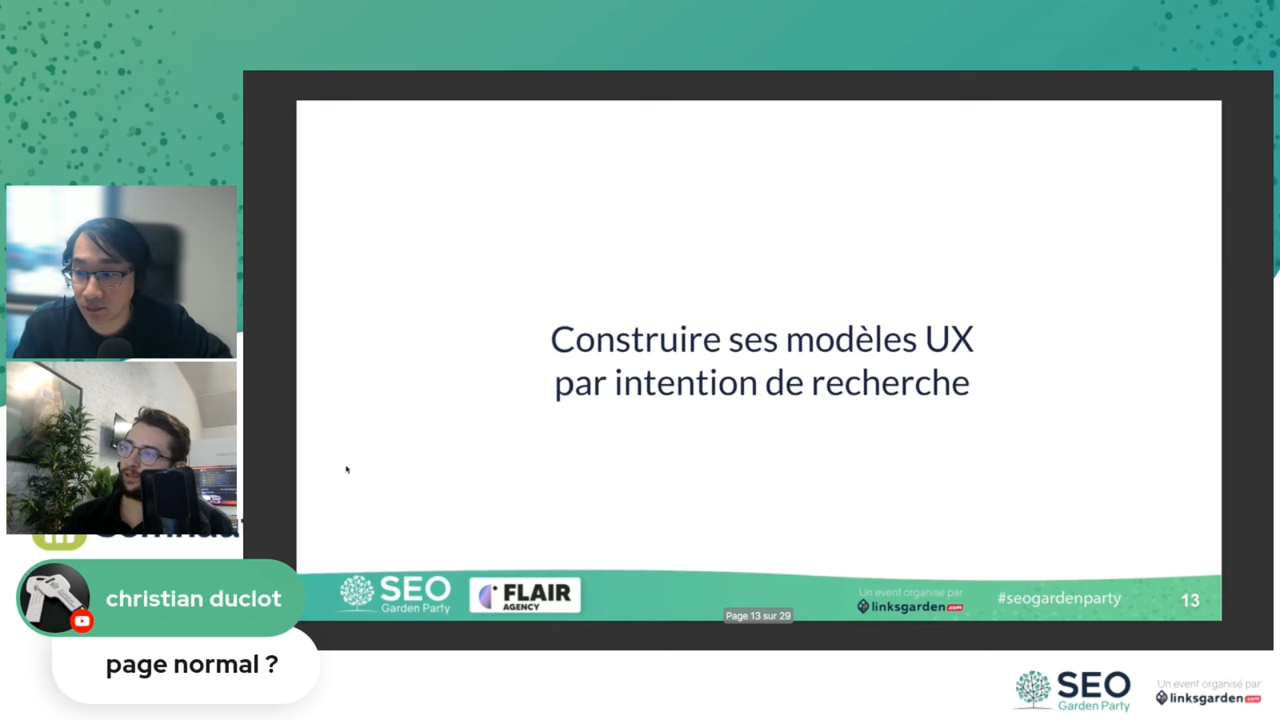 Construire ses modèles UX
par intention de recherche
SEO
Garden Party
FLAIR
AGENCY
Page 13 sur 29
Un event organisé par
linksgarden.com
#seogardenparty
13
christian duclot
page normal ?
SEO
Garden Party
Un event organisé par
linksgarden.com